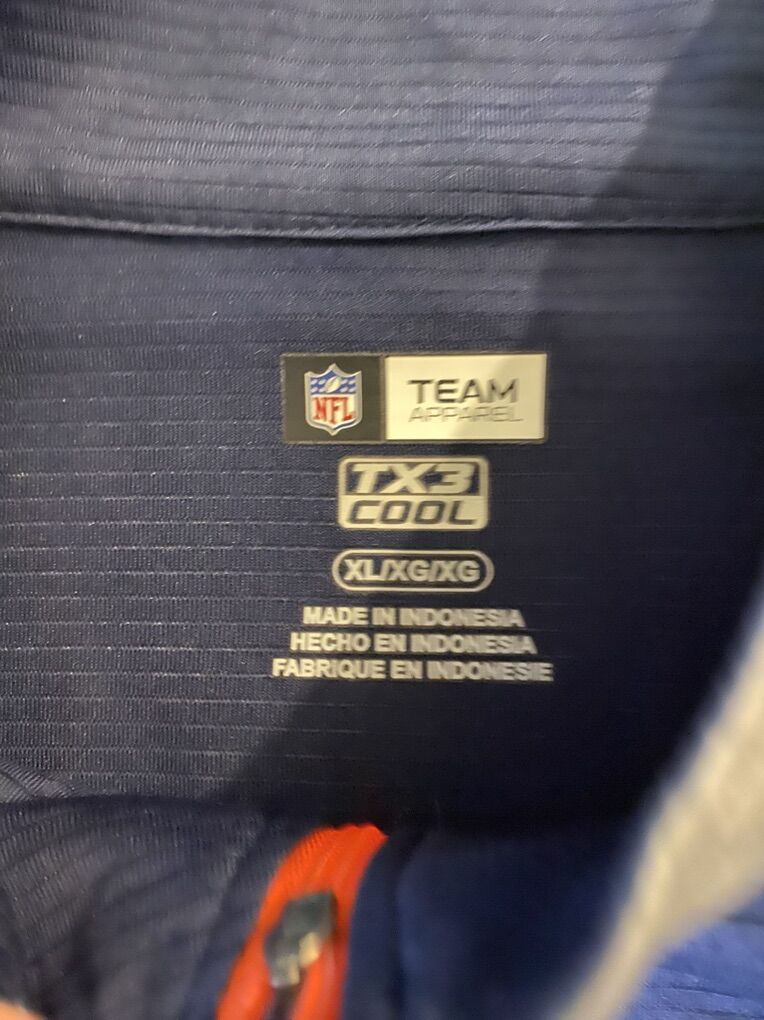 NFL
TEAM
APPAREL
TX3
COOL
XL/XG/XG
MADE IN INDONESIA
HECHO EN INDONESIA
FABRIQUE EN INDONESIE